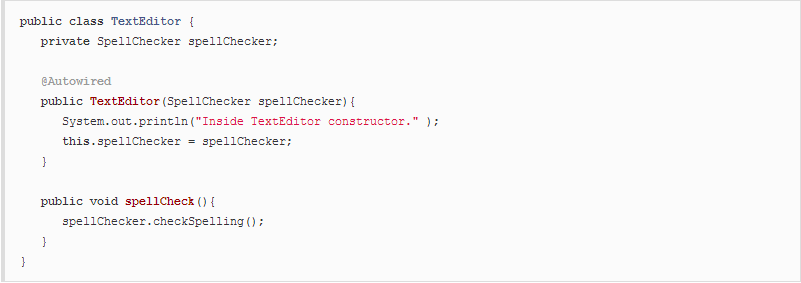 public class TextEditor {
   private SpellChecker spellChecker;
   @Autowired
   public TextEditor(SpellChecker spellChecker){
      System.out.println("Inside TextEditor constructor." );
      this.spellChecker = spellChecker;
   }
   public void spellCheck(){
      spellChecker.checkSpelling();
   }
}